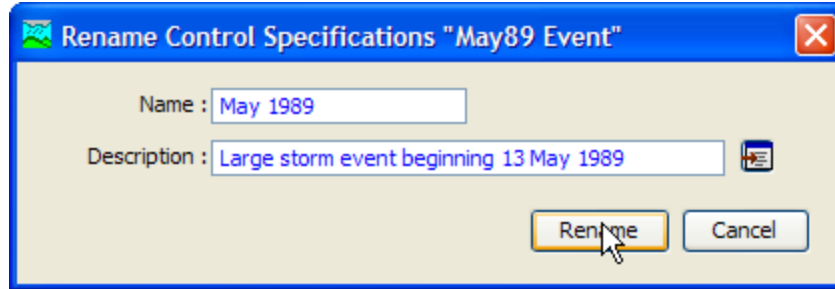 Rename Control Specifications "May89 Event"
Name : May 1989
Description : Large storm event beginning 13 May 1989
Rename Cancel